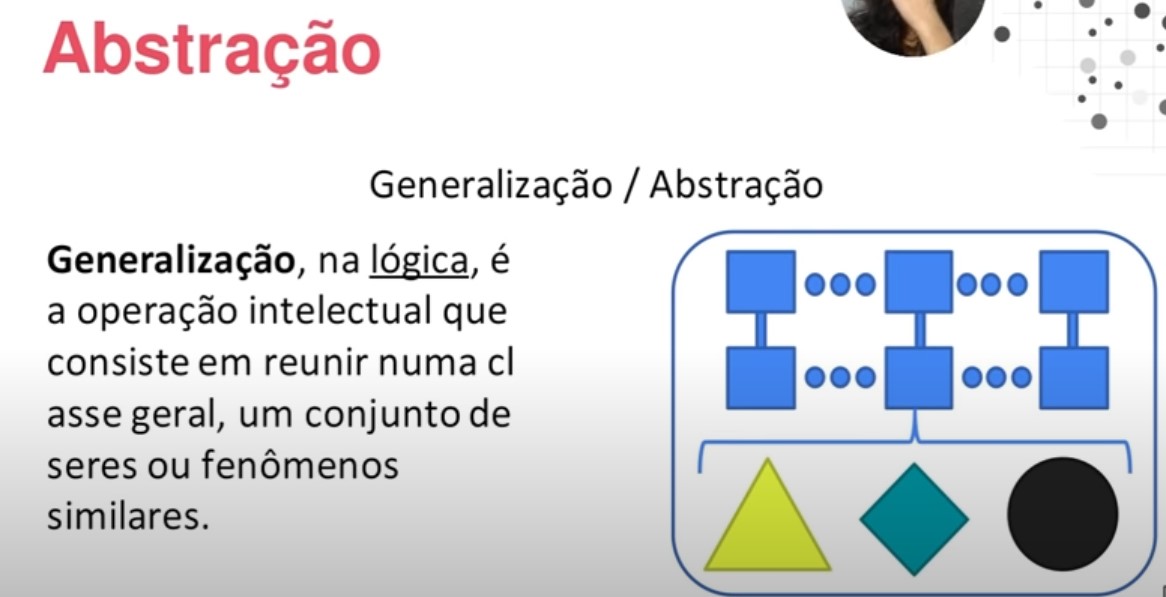 Abstração
Generalização / Abstração
Generalização, na lógica, é
a operação intelectual que
consiste em reunir numa cl
asse geral, um conjunto de
seres ou fenômenos
similares.